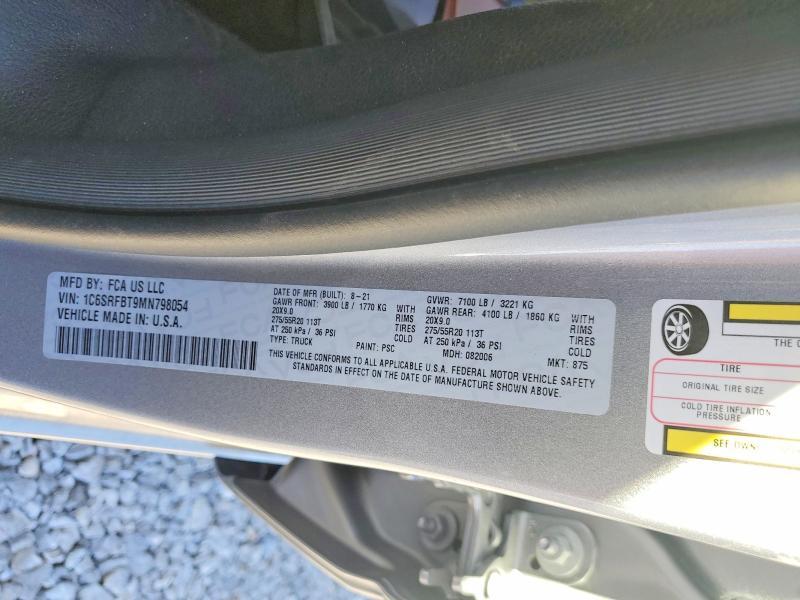 MFD BY: FCA US LLC
VIN: 1C6SRFBT9MN798054
VEHICLE MADE IN: U.S.A.
DATE OF MFR (BUILT): 8-21
GAWR FRONT: 3900 LB / 1770 KG WITH
20X9.0 RIMS
275/55R20 113T TIRES
AT 250 kPa / 36 PSI COLD
TYPE: TRUCK PAINT: PSC
GVWR: 7100 LB / 3221 KG
GAWR REAR: 4100 LB / 1860 KG WITH
20X9.0 RIMS
275/55R20 113T TIRES
AT 250 kPa / 36 PSI COLD
MDH: 082006 MKT: 875
THIS VEHICLE CONFORMS TO ALL APPLICABLE U.S.A. FEDERAL MOTOR VEHICLE SAFETY
STANDARDS IN EFFECT ON THE DATE OF MANUFACTURE SHOWN ABOVE.
THE
TIRE
ORIGINAL TIRE SIZE
COLD TIRE INFLATION
PRESSURE
SEE